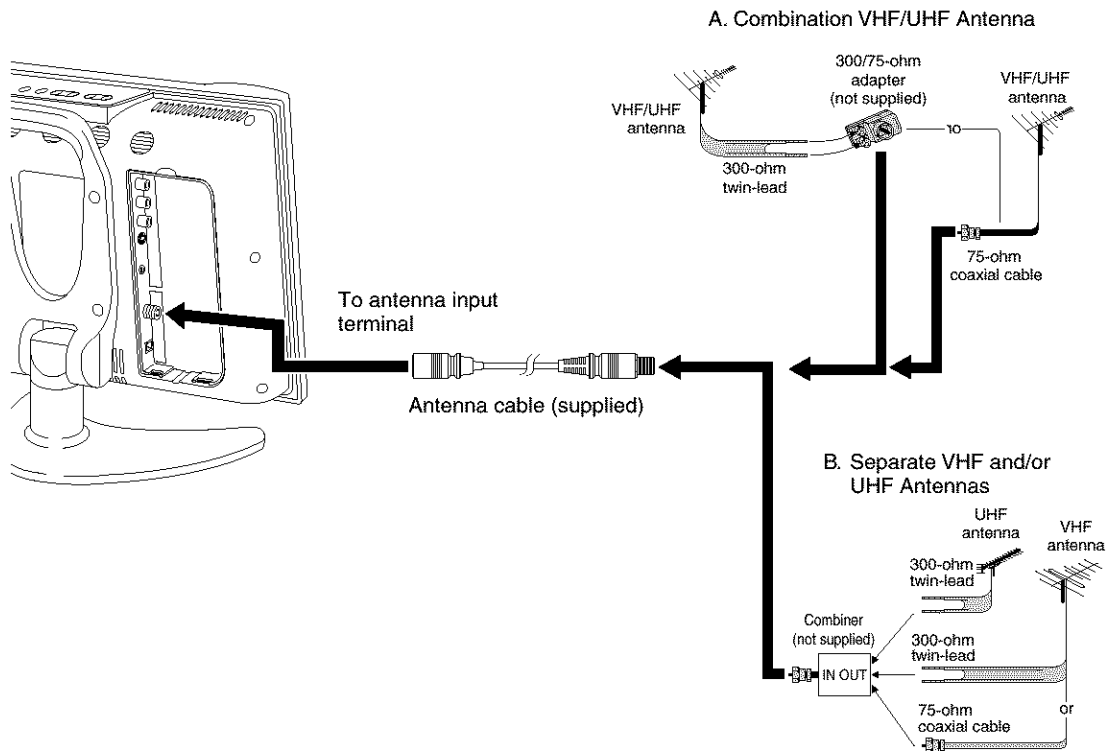 A. Combination VHF/UHF Antenna
300/75-ohm
adapter
(not supplied)
VHF/UHF
antenna
VHF/UHF
antenna
or
300-ohm
twin-lead
75-ohm
coaxial cable
To antenna input
terminal
Antenna cable (supplied)
B. Separate VHF and/or
UHF Antennas
UHF
antenna
VHF
antenna
300-ohm
twin-lead
Combiner
(not supplied)
IN OUT
300-ohm
twin-lead
75-ohm
coaxial cable
or